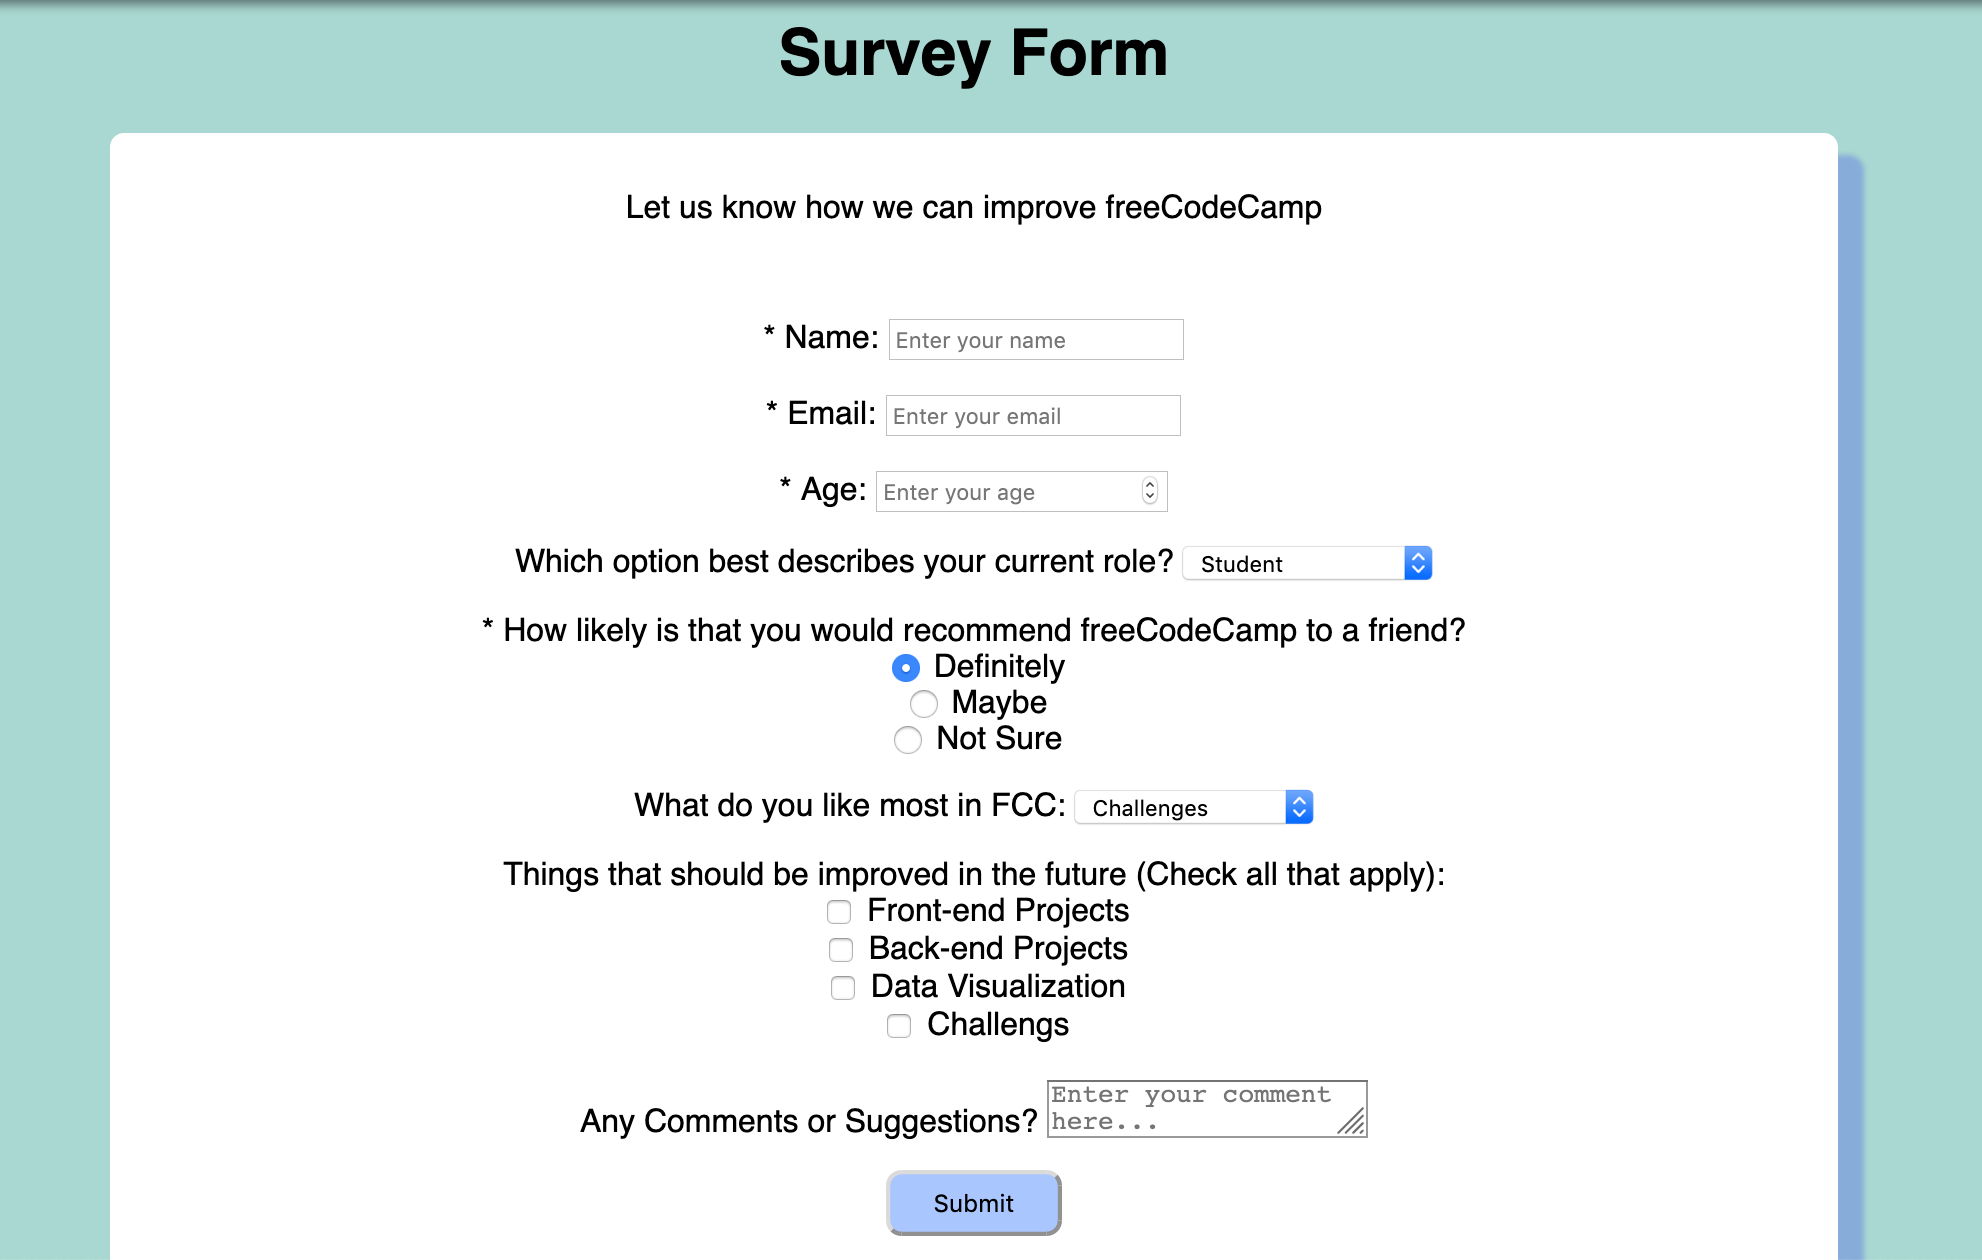 Survey Form
Let us know how we can improve freeCodeCamp
* Name: Enter your name
* Email: Enter your email
* Age: Enter your age
Which option best describes your current role? Student
* How likely is that you would recommend freeCodeCamp to a friend?
Definitely
Maybe
Not Sure
What do you like most in FCC: Challenges
Things that should be improved in the future (Check all that apply):
Front-end Projects
Back-end Projects
Data Visualization
Challengs
Any Comments or Suggestions? Enter your comment
here...
Submit